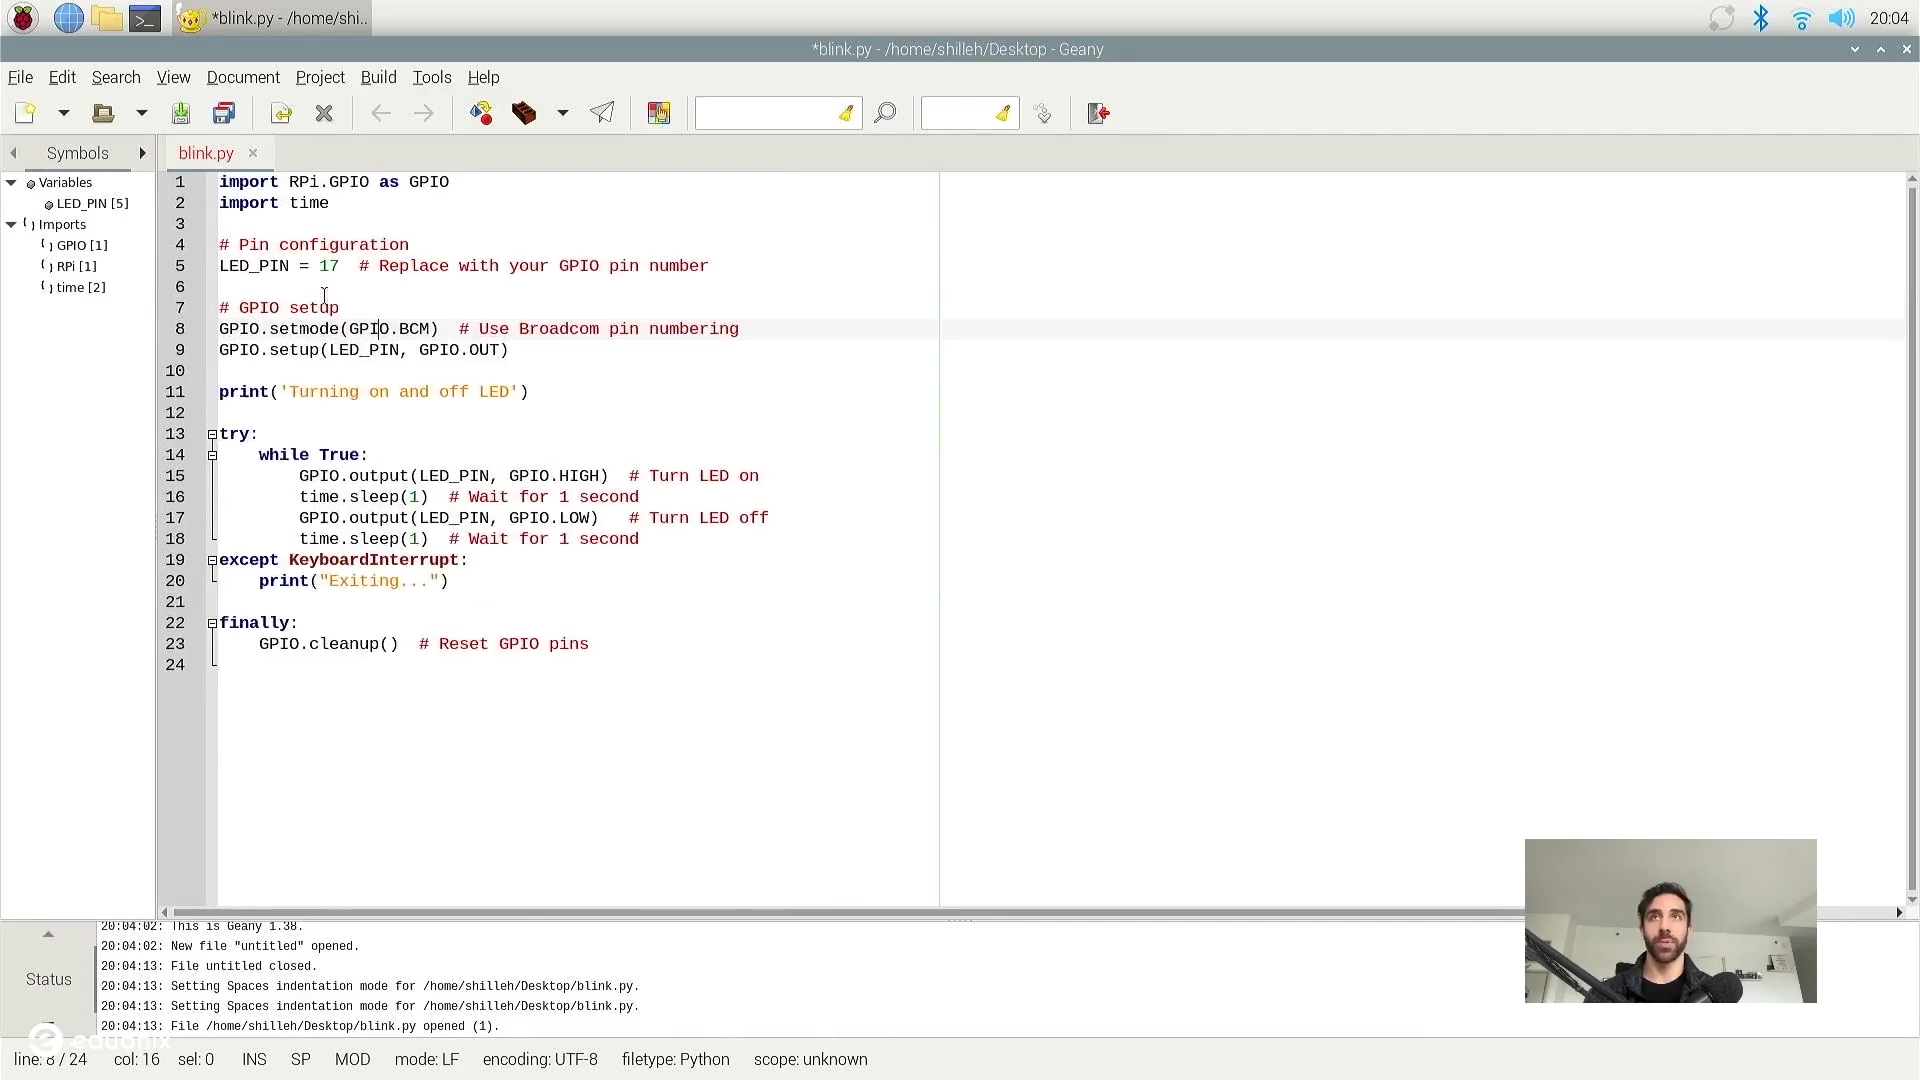 *blink.py - /home/shi..
20:04
*blink.py - /home/shilleh/Desktop - Geany
File Edit Search View Document Project Build Tools Help
Symbols
blink.py
Variables
LED_PIN [5]
Imports
GPIO [1]
RPi [1]
time [2]
1 import RPi.GPIO as GPIO
2 import time
3
4 # Pin configuration
5 LED_PIN = 17  # Replace with your GPIO pin number
6
7 # GPIO setup
8 GPIO.setmode(GPIO.BCM)  # Use Broadcom pin numbering
9 GPIO.setup(LED_PIN, GPIO.OUT)
10
11 print('Turning on and off LED')
12
13 try:
14     while True:
15         GPIO.output(LED_PIN, GPIO.HIGH)  # Turn LED on
16         time.sleep(1)  # Wait for 1 second
17         GPIO.output(LED_PIN, GPIO.LOW)   # Turn LED off
18         time.sleep(1)  # Wait for 1 second
19 except KeyboardInterrupt:
20     print("Exiting...")
21
22 finally:
23     GPIO.cleanup()  # Reset GPIO pins
24
Status
20:04:02: This is Geany 1.38.
20:04:02: New file "untitled" opened.
20:04:13: File untitled closed.
20:04:13: Setting Spaces indentation mode for /home/shilleh/Desktop/blink.py.
20:04:13: Setting Spaces indentation mode for /home/shilleh/Desktop/blink.py.
20:04:13: File /home/shilleh/Desktop/blink.py opened (1).
eduonix
line: 8 / 24 col: 16 sel: 0 INS SP MOD mode: LF encoding: UTF-8 filetype: Python scope: unknown